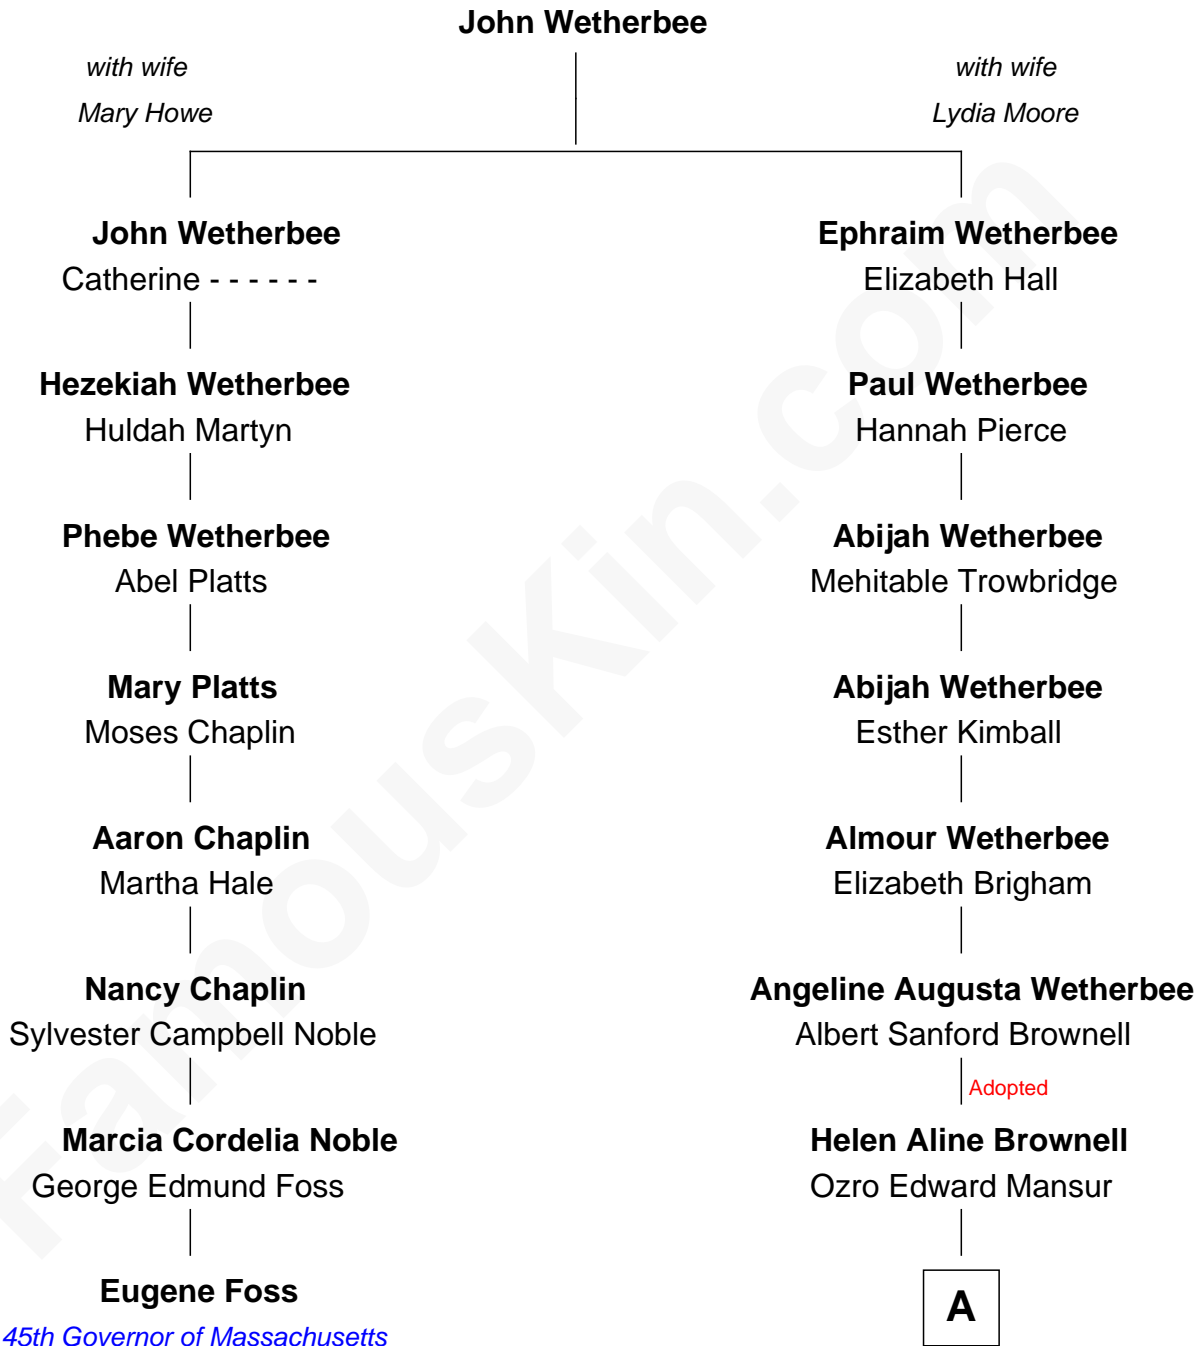 John Wetherbee
with wife
Mary Howe
with wife
Lydia Moore
John Wetherbee
Catherine - - - - - -
Ephraim Wetherbee
Elizabeth Hall
Hezekiah Wetherbee
Huldah Martyn
Paul Wetherbee
Hannah Pierce
Phebe Wetherbee
Abel Platts
Abijah Wetherbee
Mehitable Trowbridge
Mary Platts
Moses Chaplin
Abijah Wetherbee
Esther Kimball
Aaron Chaplin
Martha Hale
Almour Wetherbee
Elizabeth Brigham
Nancy Chaplin
Sylvester Campbell Noble
Angeline Augusta Wetherbee
Albert Sanford Brownell
Adopted
Marcia Cordelia Noble
George Edmund Foss
Helen Aline Brownell
Ozro Edward Mansur
Eugene Foss
45th Governor of Massachusetts
A
FamousKin.com